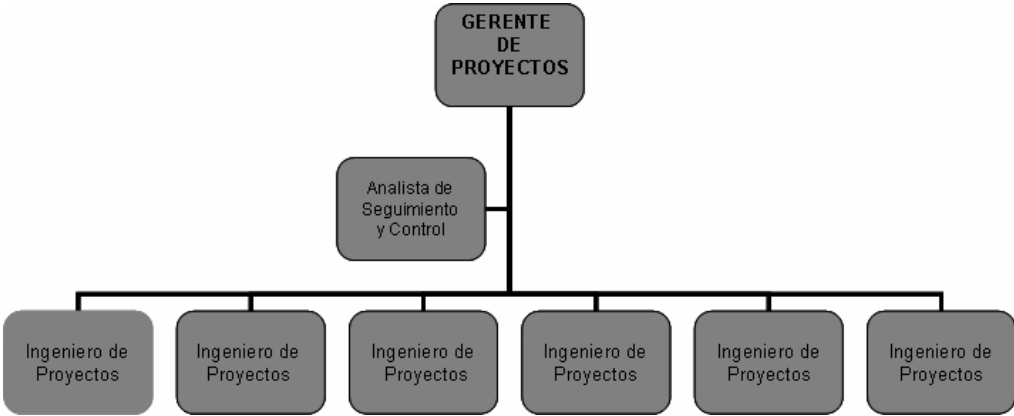 GERENTE
DE
PROYECTOS
Analista de
Seguimiento
y Control
Ingeniero de
Proyectos
Ingeniero de
Proyectos
Ingeniero de
Proyectos
Ingeniero de
Proyectos
Ingeniero de
Proyectos
Ingeniero de
Proyectos